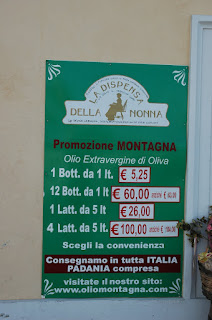 LA DISPENSA
DELLA NONNA
Promozione MONTAGNA
Olio Extravergine di Oliva
1 Bott. da 1 lt. € 5,25
12 Bott. da 1 lt € 60,00
1 Latt. da 5 lt € 26,00
4 Latt. da 5 lt € 100,00
Scegli la convenienza
Consegnamo in tutta ITALIA
PADANIA compresa
visitate il nostro sito:
www.oliomontagna.com